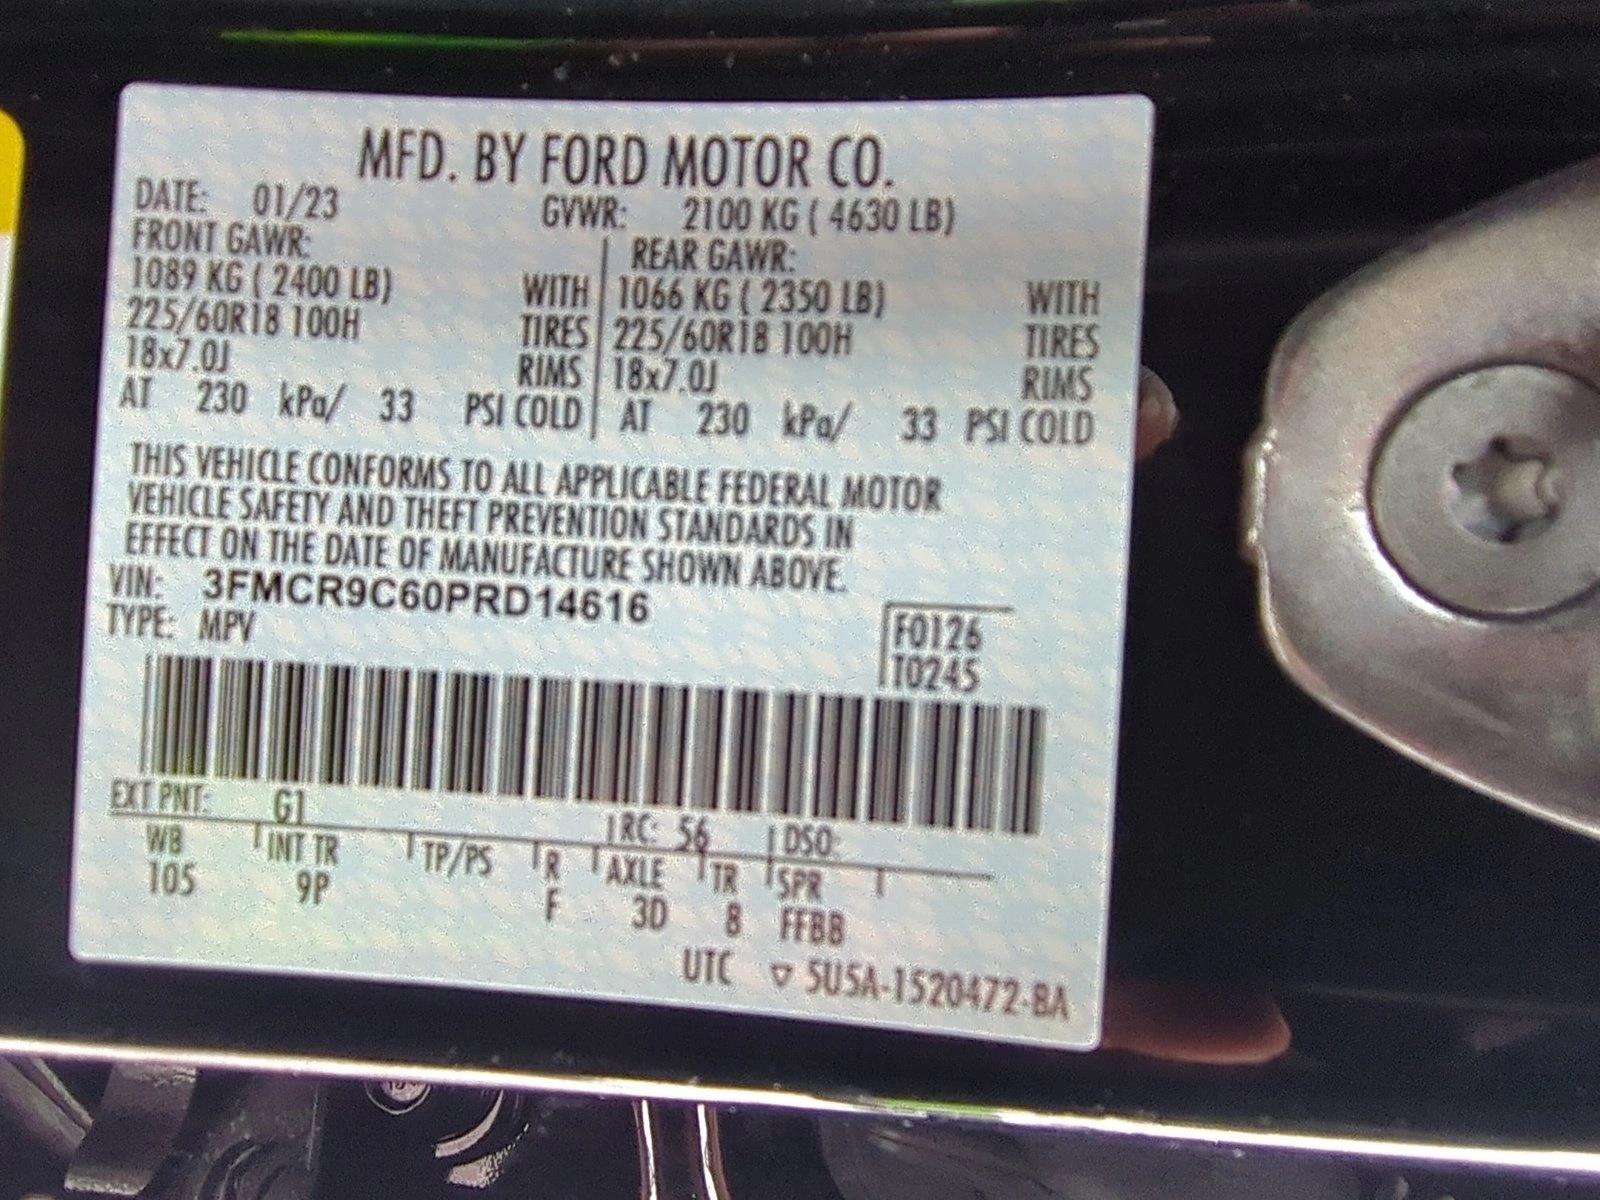 MFD. BY FORD MOTOR CO.
DATE: 01/23 GVWR: 2100 KG ( 4630 LB)
FRONT GAWR: REAR GAWR:
1089 KG ( 2400 LB) WITH 1066 KG ( 2350 LB) WITH
225/60R18 100H TIRES 225/60R18 100H TIRES
18x7.0J RIMS 18x7.0J RIMS
AT 230 kPa/ 33 PSI COLD AT 230 kPa/ 33 PSI COLD
THIS VEHICLE CONFORMS TO ALL APPLICABLE FEDERAL MOTOR
VEHICLE SAFETY AND THEFT PREVENTION STANDARDS IN
EFFECT ON THE DATE OF MANUFACTURE SHOWN ABOVE.
VIN: 3FMCR9C60PRD14616
TYPE: MPV
F0126
T0245
EXT PNT: G1 RC: 56 DSO:
WB INT TR TP/PS R AXLE TR SPR
105 9P F 3D 8 FFBB
UTC ▽ 5U5A-1520472-BA